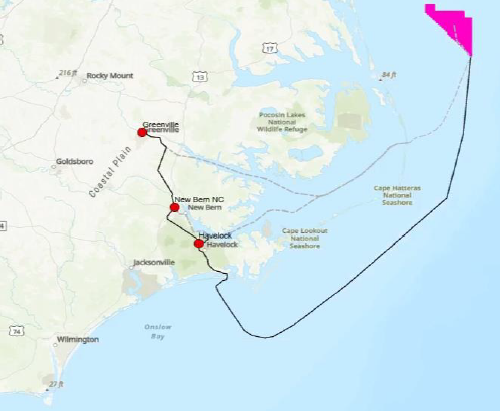 17
216 ft
Rocky Mount
13
84 ft
Pocosin Lakes
National
Wildlife Refuge
Greenville
Greenville
Goldsboro
Coastal Plain
Cape Hatteras
National
Seashore
New Bern NC
New Bern
Cape Lookout
National
Seashore
Havelock
Havelock
Jacksonville
Onslow
Bay
74
Wilmington
27 ft